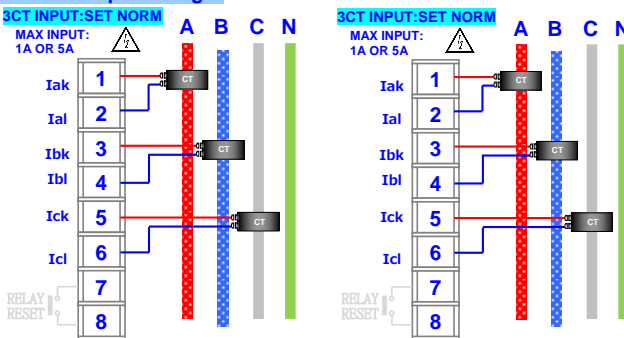 3CT INPUT:SET NORM
MAX INPUT:
1A OR 5A
A B C N
Iak 1 CT
Ial 2
Ibk 3 CT
Ibl 4
Ick 5 CT
Icl 6
7
RELAY
RESET
8
3CT INPUT:SET NORM
MAX INPUT:
1A OR 5A
A B C N
Iak 1 CT
Ial 2
Ibk 3 CT
Ibl 4
Ick 5 CT
Icl 6
7
RELAY
RESET
8